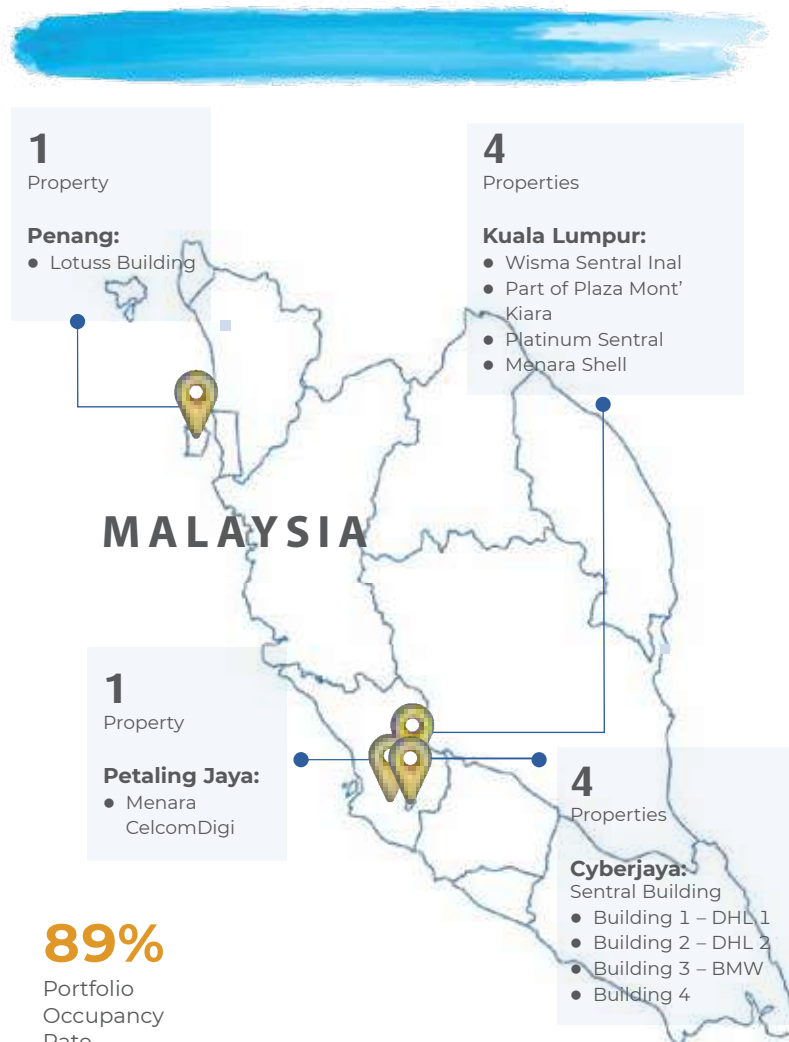 1
Property
Penang:
● Lotuss Building
4
Properties
Kuala Lumpur:
● Wisma Sentral Inal
● Part of Plaza Mont’
Kiara
● Platinum Sentral
● Menara Shell
MALAYSIA
1
Property
Petaling Jaya:
● Menara
CelcomDigi
4
Properties
Cyberjaya:
Sentral Building
● Building 1 – DHL 1
● Building 2 – DHL 2
● Building 3 – BMW
● Building 4
89%
Portfolio
Occupancy
Rate